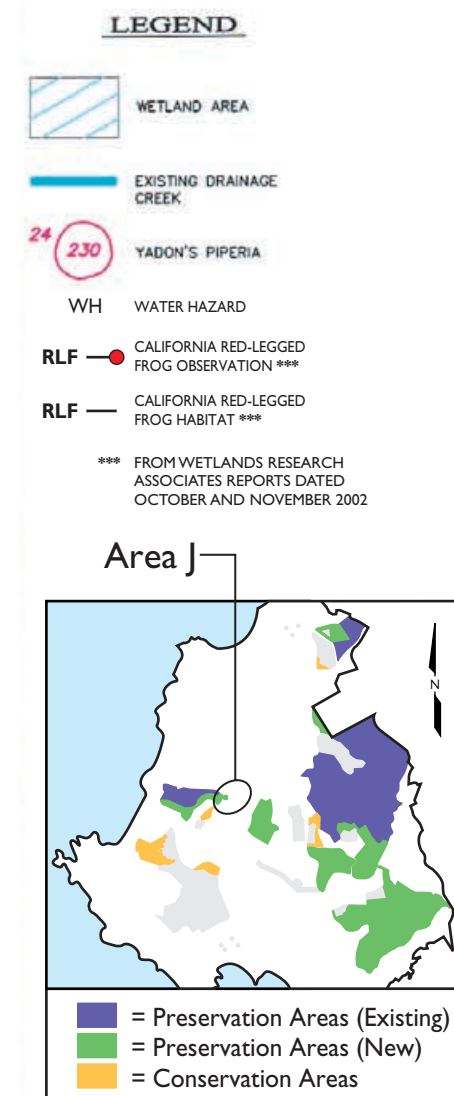 LEGEND
WETLAND AREA
EXISTING DRAINAGE
CREEK
24
230
YADON'S PIPERIA
WH WATER HAZARD
RLF CALIFORNIA RED-LEGGED
FROG OBSERVATION ***
RLF CALIFORNIA RED-LEGGED
FROG HABITAT ***
*** FROM WETLANDS RESEARCH
ASSOCIATES REPORTS DATED
OCTOBER AND NOVEMBER 2002
Area J
N
= Preservation Areas (Existing)
= Preservation Areas (New)
= Conservation Areas